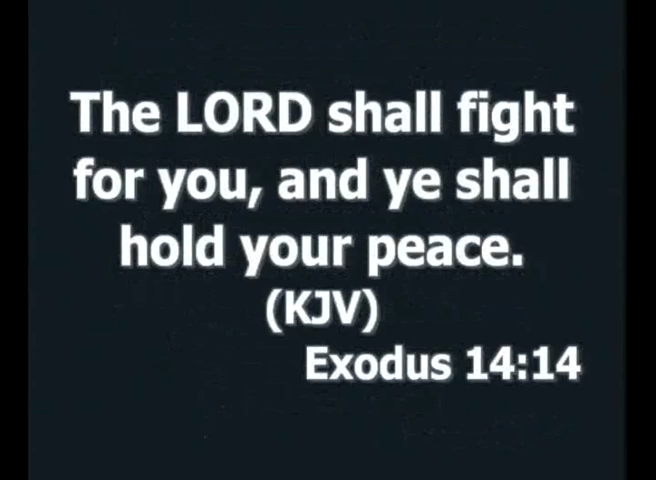 The LORD shall fight
for you, and ye shall
hold your peace.
(KJV)
Exodus 14:14